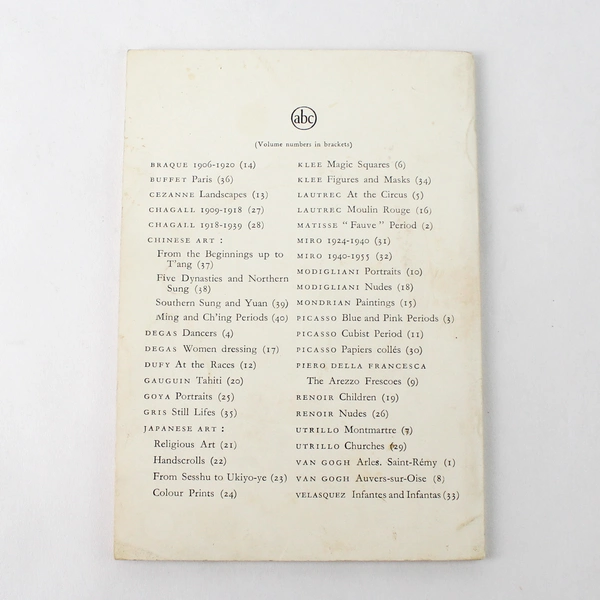 abc
(Volume numbers in brackets)
BRAQUE 1906-1920 (14)
BUFFET Paris (36)
CEZANNE Landscapes (13)
CHAGALL 1909-1918 (27)
CHAGALL 1918-1939 (28)
CHINESE ART :
From the Beginnings up to
T'ang (37)
Five Dynasties and Northern
Sung (38)
Southern Sung and Yuan (39)
Ming and Ch'ing Periods (40)
DEGAS Dancers (4)
DEGAS Women dressing (17)
DUFY At the Races (12)
GAUGUIN Tahiti (20)
GOYA Portraits (25)
GRIS Still Lifes (35)
JAPANESE ART :
Religious Art (21)
Handscrolls (22)
From Sesshu to Ukiyo-ye (23)
Colour Prints (24)
KLEE Magic Squares (6)
KLEE Figures and Masks (34)
LAUTREC At the Circus (5)
LAUTREC Moulin Rouge (16)
MATISSE "Fauve" Period (2)
MIRO 1924-1940 (31)
MIRO 1940-1955 (32)
MODIGLIANI Portraits (10)
MODIGLIANI Nudes (18)
MONDRIAN Paintings (15)
PICASSO Blue and Pink Periods (3)
PICASSO Cubist Period (11)
PICASSO Papiers collés (30)
PIERO DELLA FRANCESCA
The Arezzo Frescoes (9)
RENOIR Children (19)
RENOIR Nudes (26)
UTRILLO Montmartre (7)
UTRILLO Churches (29)
VAN GOGH Arles. Saint-Rémy (1)
VAN GOGH Auvers-sur-Oise (8)
VELASQUEZ Infantes and Infantas (33)